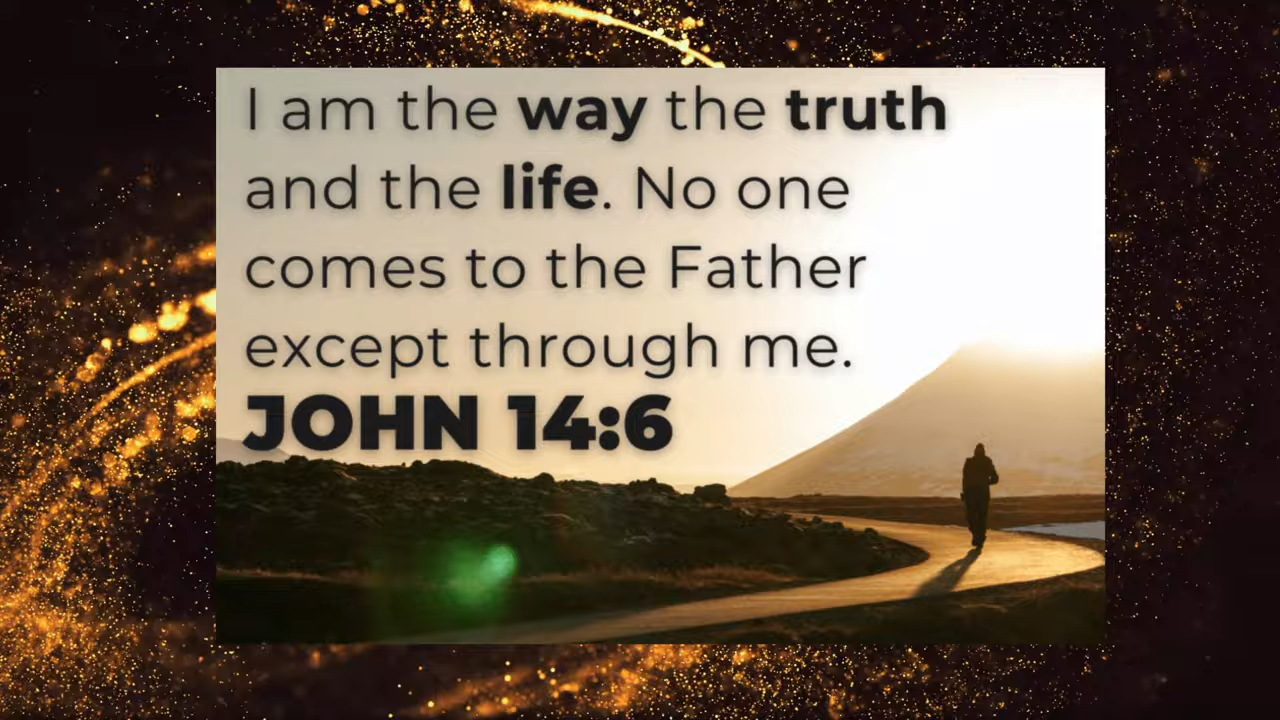 I am the way the truth
and the life. No one
comes to the Father
except through me.
JOHN 14:6